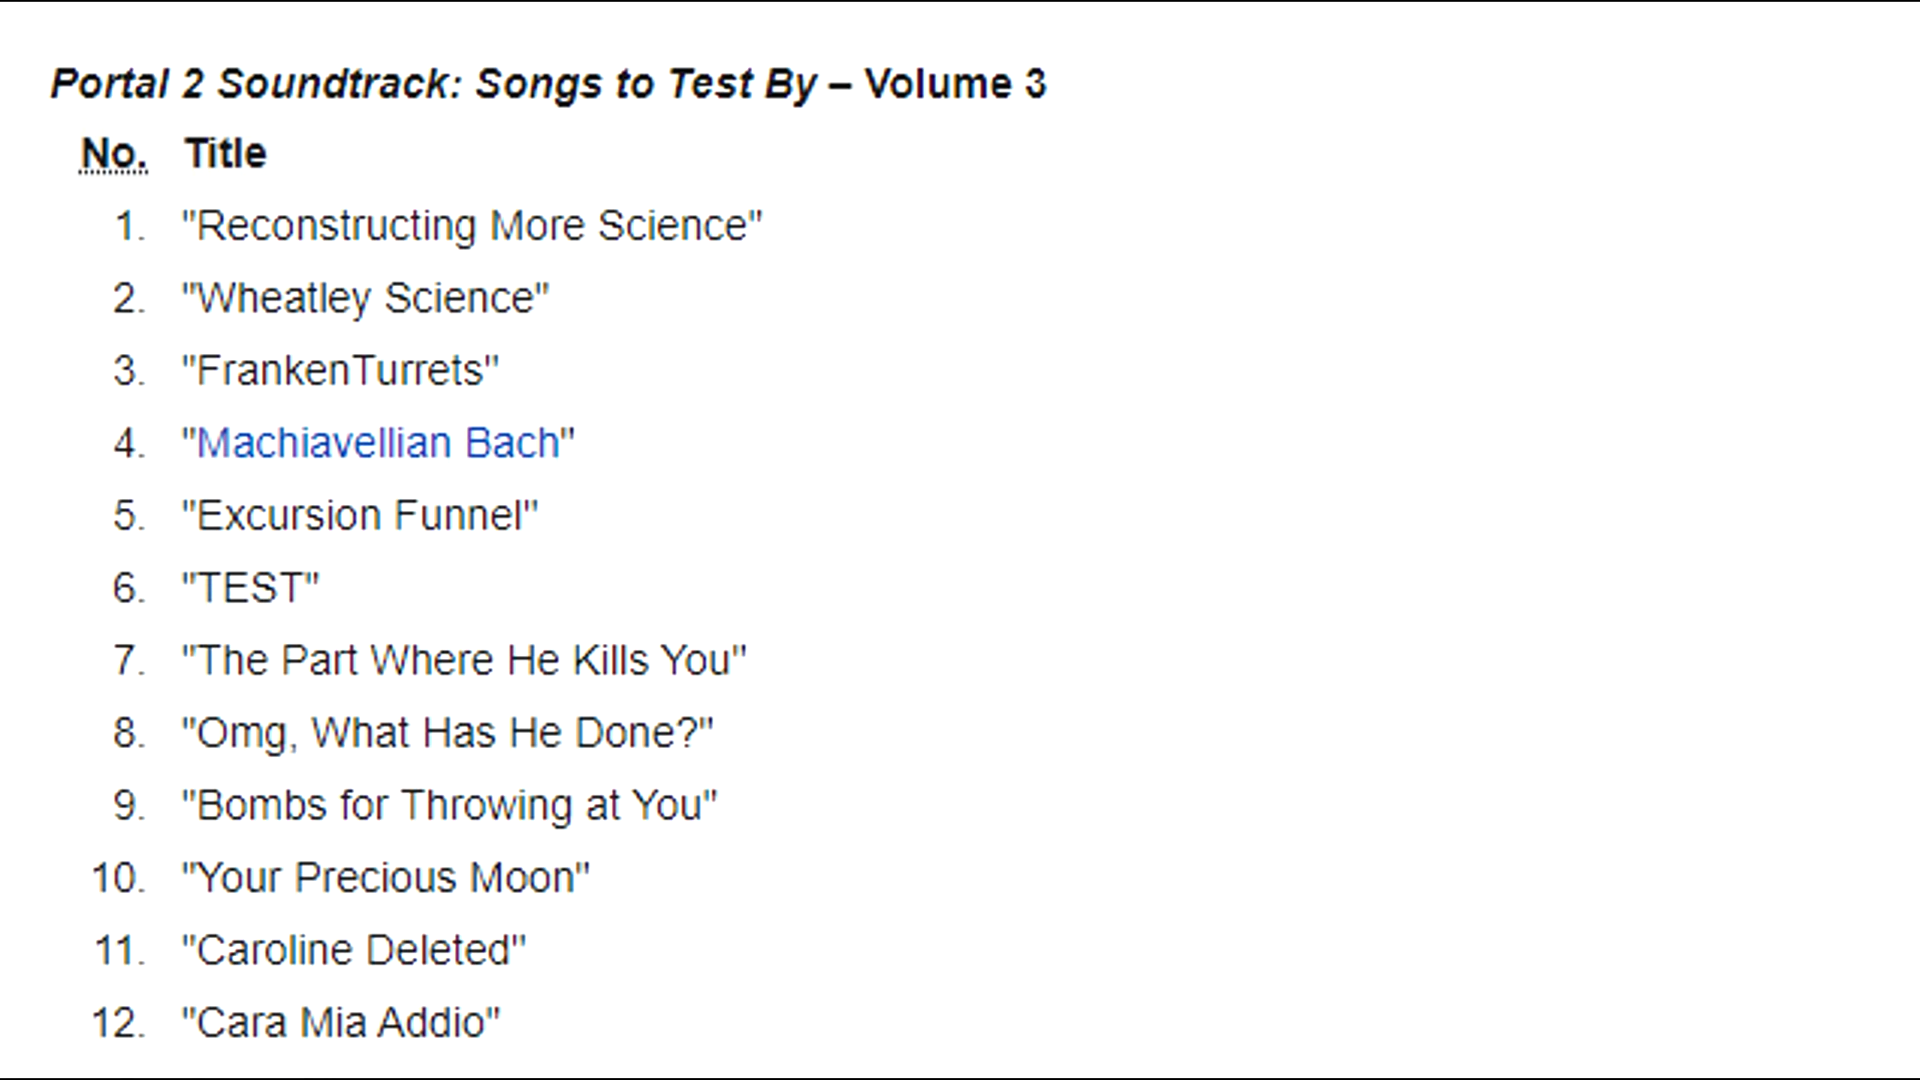 Portal 2 Soundtrack: Songs to Test By – Volume 3
No. Title
1. "Reconstructing More Science"
2. "Wheatley Science"
3. "FrankenTurrets"
4. "Machiavellian Bach"
5. "Excursion Funnel"
6. "TEST"
7. "The Part Where He Kills You"
8. "Omg, What Has He Done?"
9. "Bombs for Throwing at You"
10. "Your Precious Moon"
11. "Caroline Deleted"
12. "Cara Mia Addio"